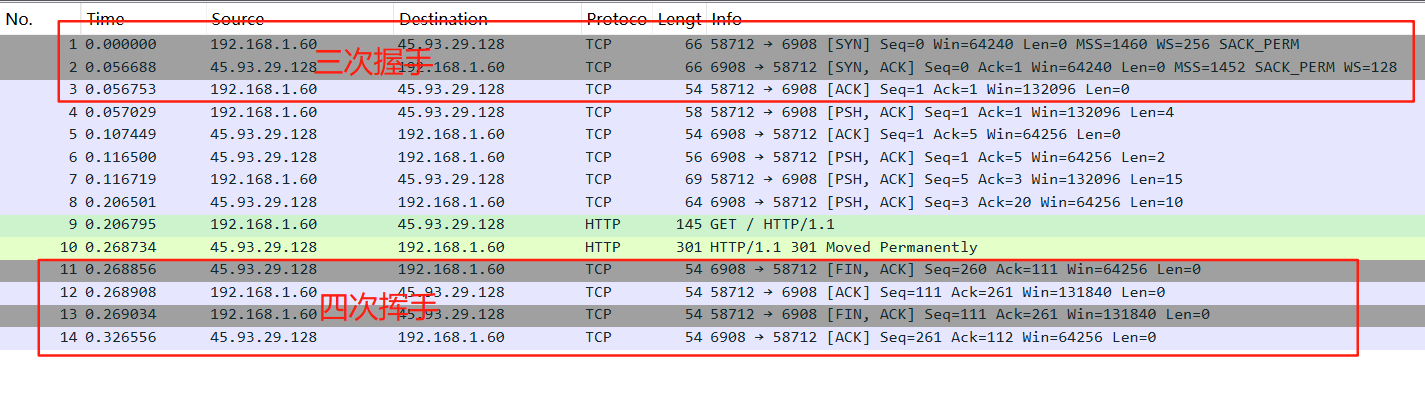 No. Time Source Destination Protoco Lengt Info
1 0.000000 192.168.1.60 45.93.29.128 TCP 66 58712 → 6908 [SYN] Seq=0 Win=64240 Len=0 MSS=1460 WS=256 SACK_PERM
2 0.056688 45.93.29.128 192.168.1.60 TCP 66 6908 → 58712 [SYN, ACK] Seq=0 Ack=1 Win=64240 Len=0 MSS=1452 SACK_PERM WS=128
三次握手
3 0.056753 192.168.1.60 45.93.29.128 TCP 54 58712 → 6908 [ACK] Seq=1 Ack=1 Win=132096 Len=0
4 0.057029 192.168.1.60 45.93.29.128 TCP 58 58712 → 6908 [PSH, ACK] Seq=1 Ack=1 Win=132096 Len=4
5 0.107449 45.93.29.128 192.168.1.60 TCP 54 6908 → 58712 [ACK] Seq=1 Ack=5 Win=64256 Len=0
6 0.116500 45.93.29.128 192.168.1.60 TCP 56 6908 → 58712 [PSH, ACK] Seq=1 Ack=5 Win=64256 Len=2
7 0.116719 192.168.1.60 45.93.29.128 TCP 69 58712 → 6908 [PSH, ACK] Seq=5 Ack=3 Win=132096 Len=15
8 0.206501 45.93.29.128 192.168.1.60 TCP 64 6908 → 58712 [PSH, ACK] Seq=3 Ack=20 Win=64256 Len=10
9 0.206795 192.168.1.60 45.93.29.128 HTTP 145 GET / HTTP/1.1
10 0.268734 45.93.29.128 192.168.1.60 HTTP 301 HTTP/1.1 301 Moved Permanently
11 0.268856 45.93.29.128 192.168.1.60 TCP 54 6908 → 58712 [FIN, ACK] Seq=260 Ack=111 Win=64256 Len=0
12 0.268908 192.168.1.60 45.93.29.128 TCP 54 58712 → 6908 [ACK] Seq=111 Ack=261 Win=131840 Len=0
四次挥手
13 0.269034 192.168.1.60 45.93.29.128 TCP 54 58712 → 6908 [FIN, ACK] Seq=111 Ack=261 Win=131840 Len=0
14 0.326556 45.93.29.128 192.168.1.60 TCP 54 6908 → 58712 [ACK] Seq=261 Ack=112 Win=64256 Len=0